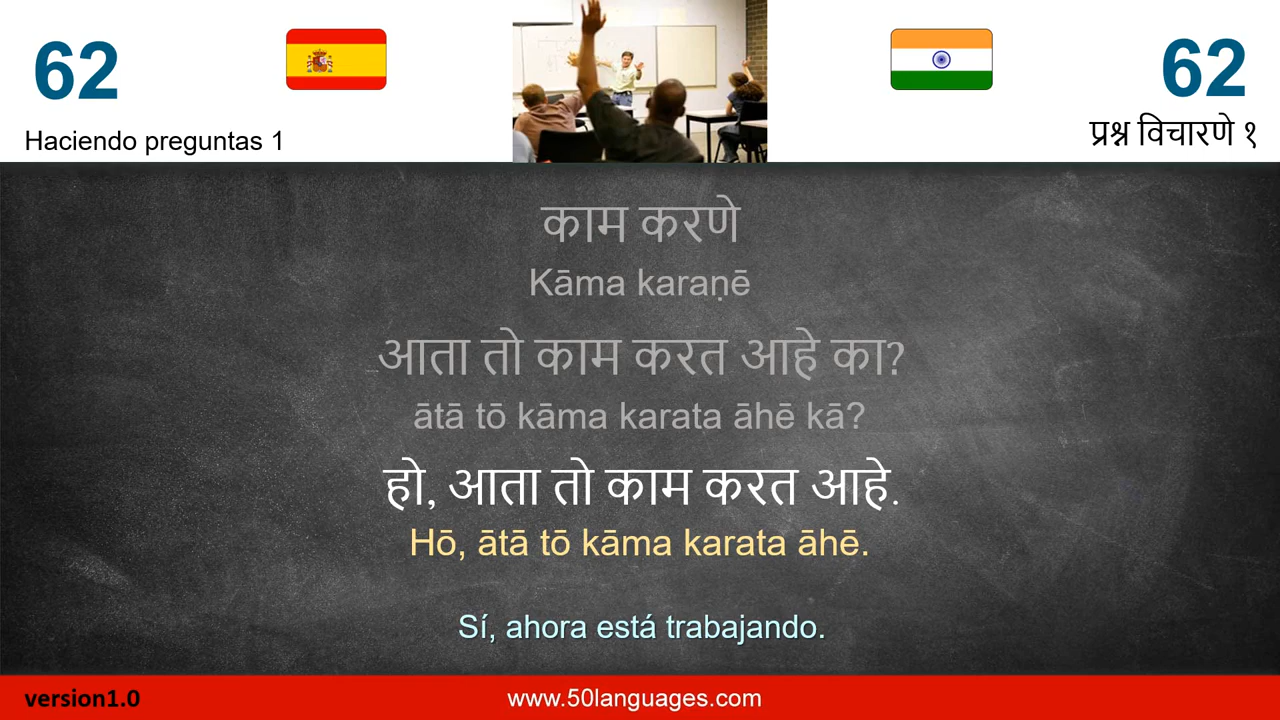 62
62
Haciendo preguntas 1
प्रश्न विचारणे १
काम करणे
Kāma karaṇē
आता तो काम करत आहे का?
ātā tō kāma karata āhē kā?
हो, आता तो काम करत आहे.
Hō, ātā tō kāma karata āhē.
Sí, ahora está trabajando.
version1.0
www.50languages.com